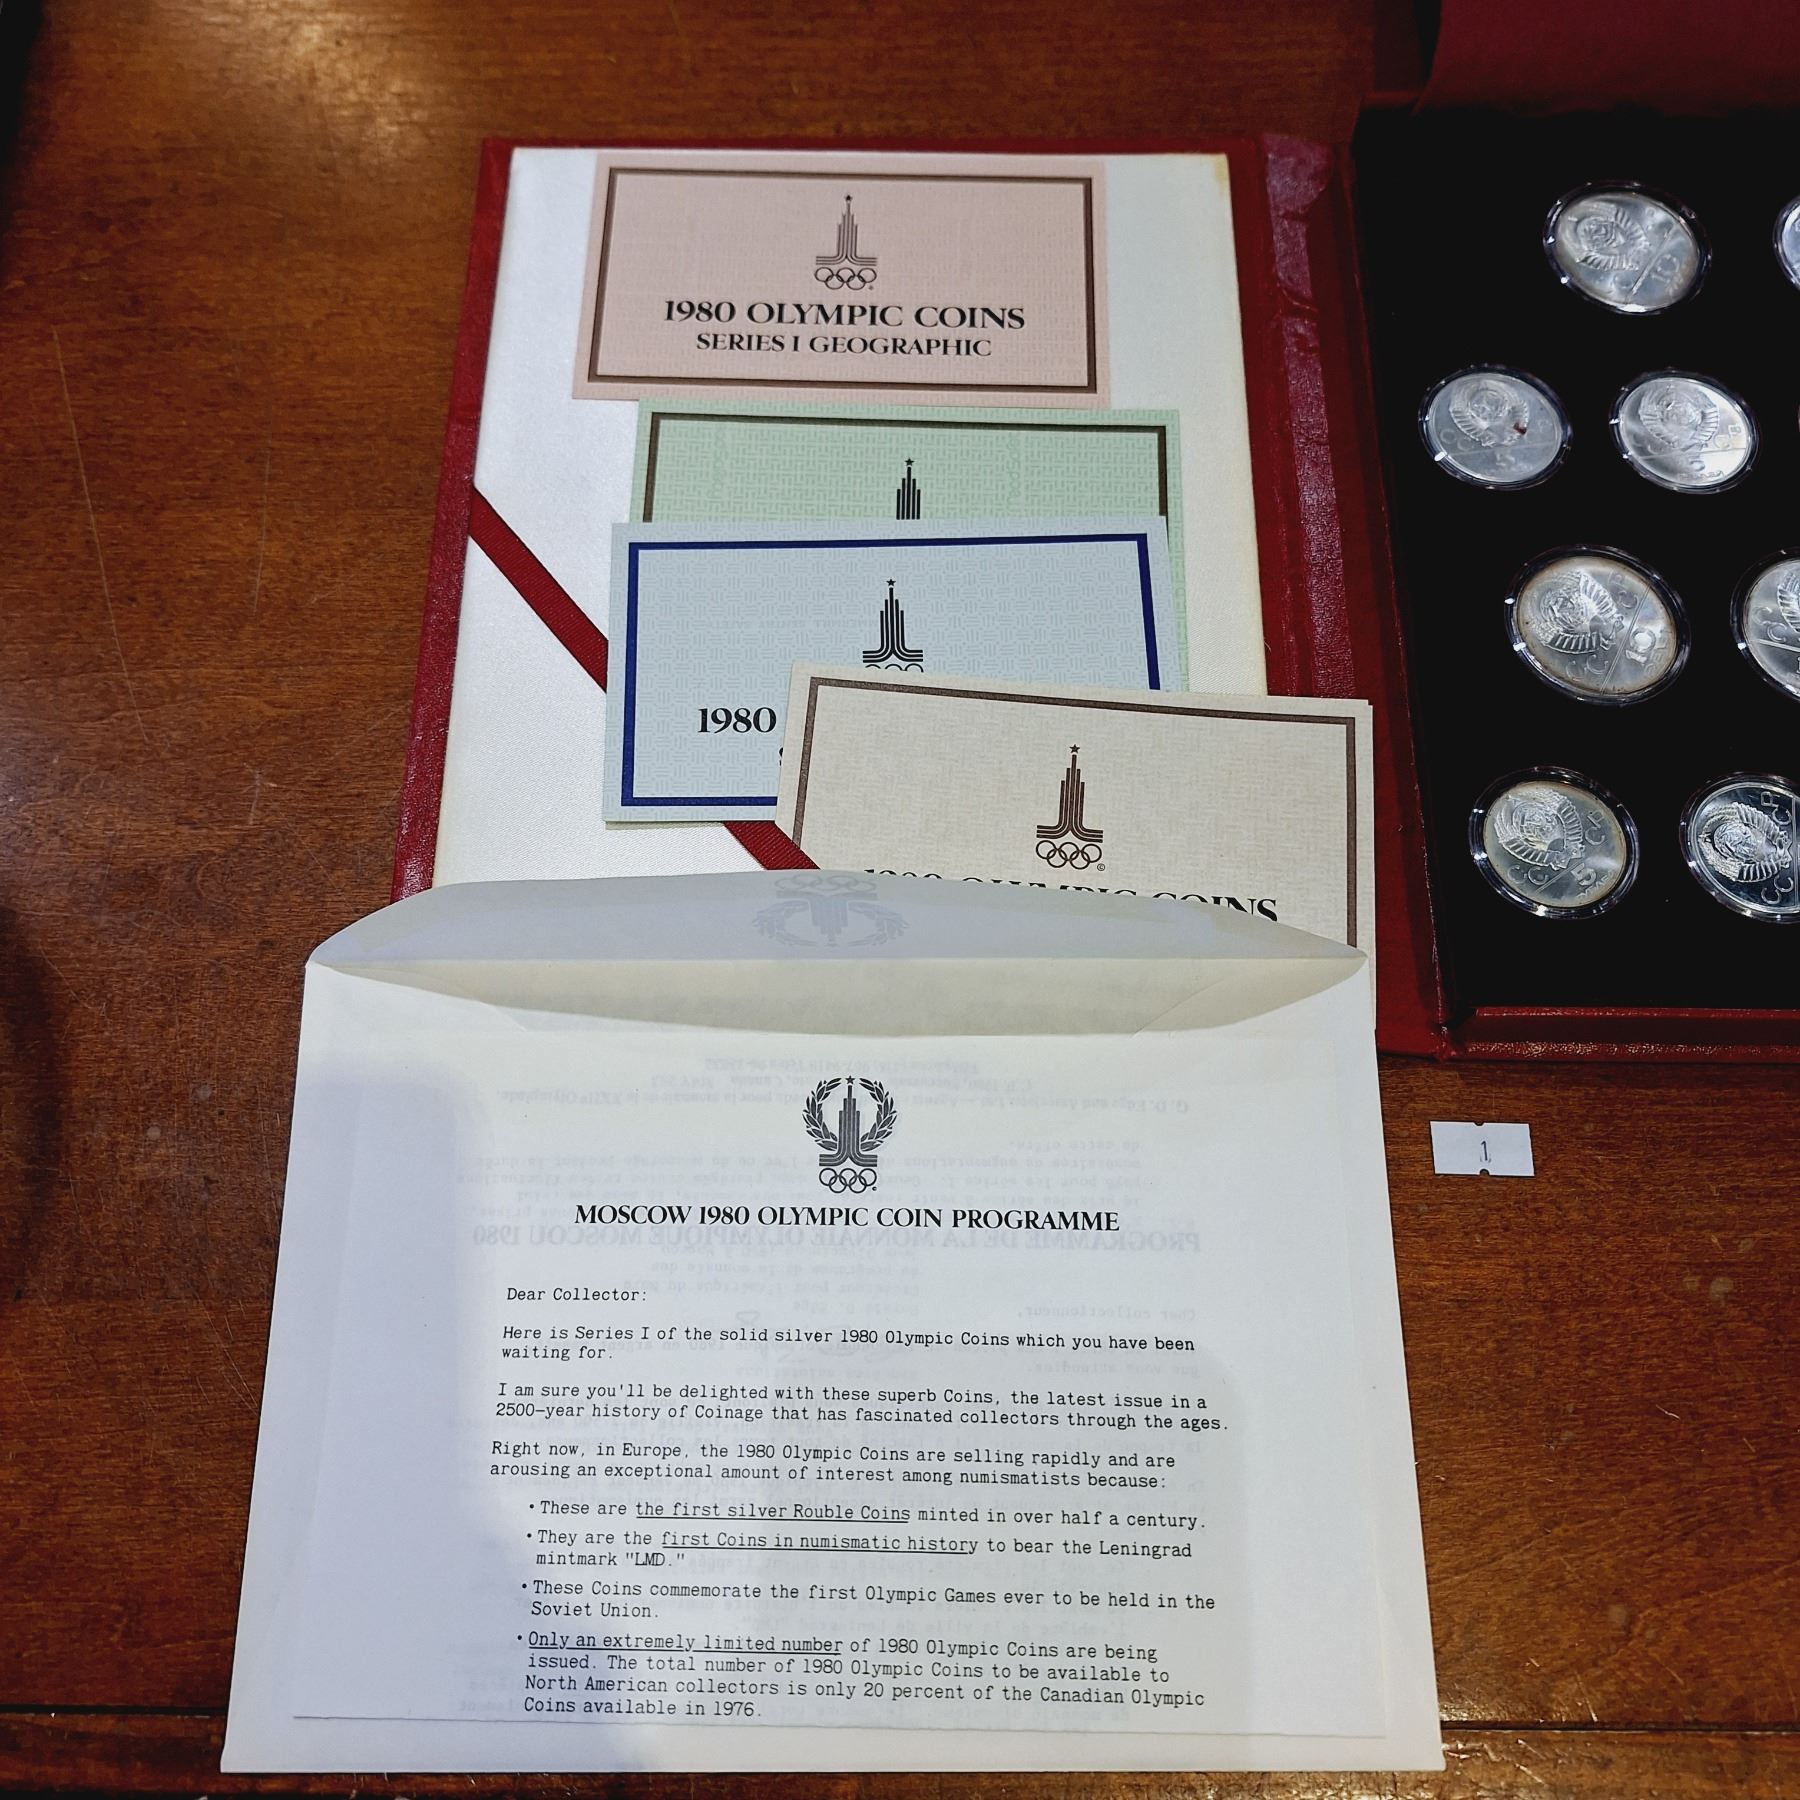 1980 OLYMPIC COINS
SERIES I GEOGRAPHIC
1980
1980 OLYMPIC COINS
MOSCOW 1980 OLYMPIC COIN PROGRAMME
Dear Collector:
Here is Series I of the solid silver 1980 Olympic Coins which you have been
waiting for.
I am sure you'll be delighted with these superb Coins, the latest issue in a
2500-year history of Coinage that has fascinated collectors through the ages.
Right now, in Europe, the 1980 Olympic Coins are selling rapidly and are
arousing an exceptional amount of interest among numismatists because:
• These are the first silver Rouble Coins minted in over half a century.
• They are the first Coins in numismatic history to bear the Leningrad
mintmark "LMD."
• These Coins commemorate the first Olympic Games ever to be held in the
Soviet Union.
• Only an extremely limited number of 1980 Olympic Coins are being
issued. The total number of 1980 Olympic Coins to be available to
North American collectors is only 20 percent of the Canadian Olympic
Coins available in 1976.
PROGRAMME DE LA MONNAIE OLYMPIQUE MOSCOU 1980
1